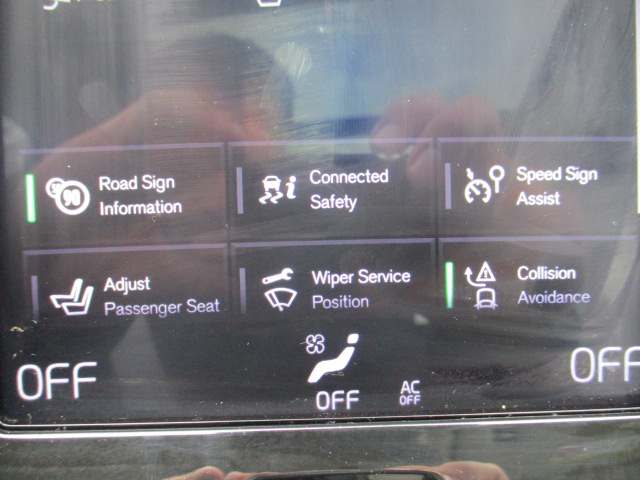 Road Sign
Information
90
Connected
Safety
Speed Sign
Assist
Adjust
Passenger Seat
Wiper Service
Position
Collision
Avoidance
OFF
OFF
AC
OFF
OFF